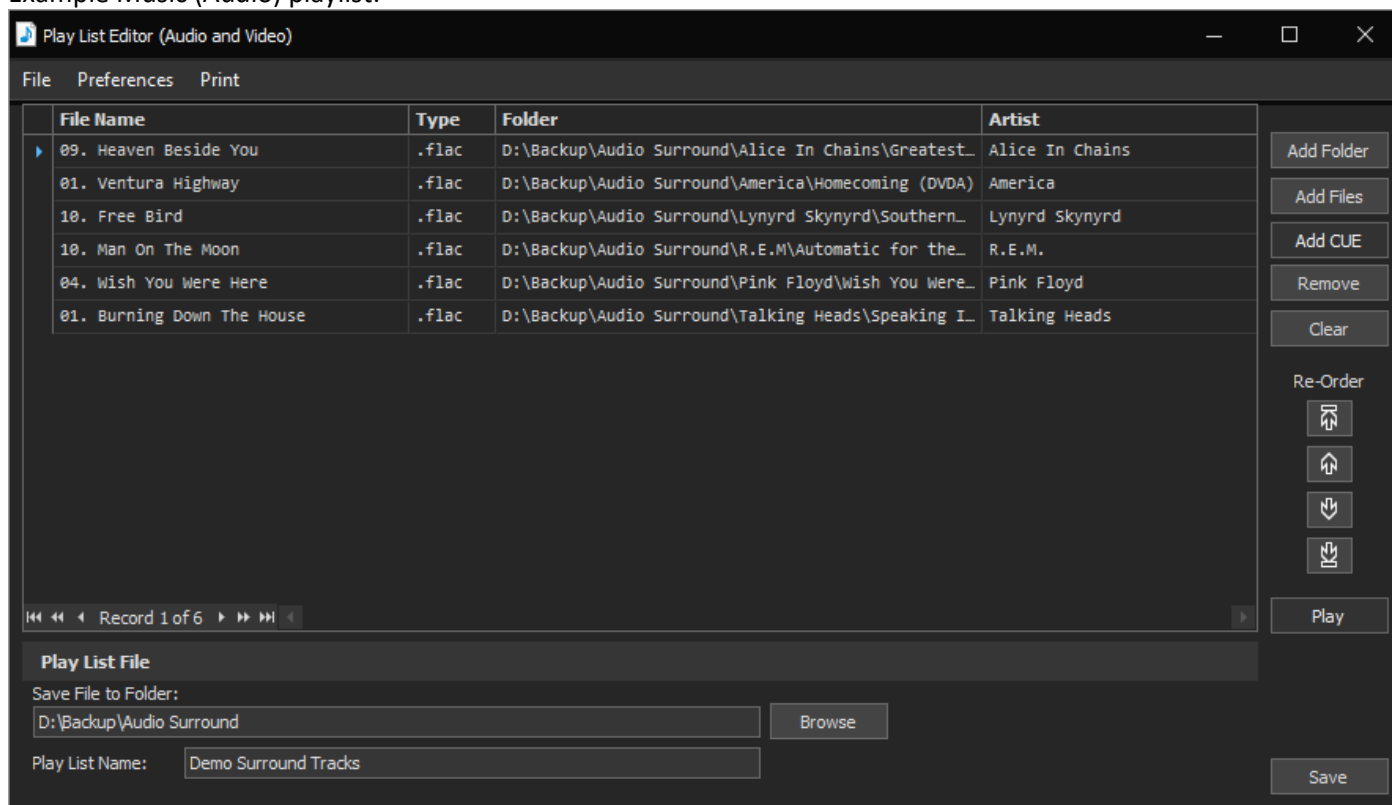 Example Music (Audio) playlist:
Play List Editor (Audio and Video)
File Preferences Print
File Name Type Folder Artist
09. Heaven Beside You .flac D:\Backup\Audio Surround\Alice In Chains\Greatest… Alice In Chains
01. Ventura Highway .flac D:\Backup\Audio Surround\America\Homecoming (DVDA) America
10. Free Bird .flac D:\Backup\Audio Surround\Lynyrd Skynyrd\Southern… Lynyrd Skynyrd
10. Man On The Moon .flac D:\Backup\Audio Surround\R.E.M\Automatic for the… R.E.M.
04. Wish You Were Here .flac D:\Backup\Audio Surround\Pink Floyd\Wish You Were… Pink Floyd
01. Burning Down The House .flac D:\Backup\Audio Surround\Talking Heads\Speaking I… Talking Heads
Add Folder
Add Files
Add CUE
Remove
Clear
Re-Order
Record 1 of 6
Play
Play List File
Save File to Folder:
D:\Backup\Audio Surround Browse
Play List Name: Demo Surround Tracks
Save